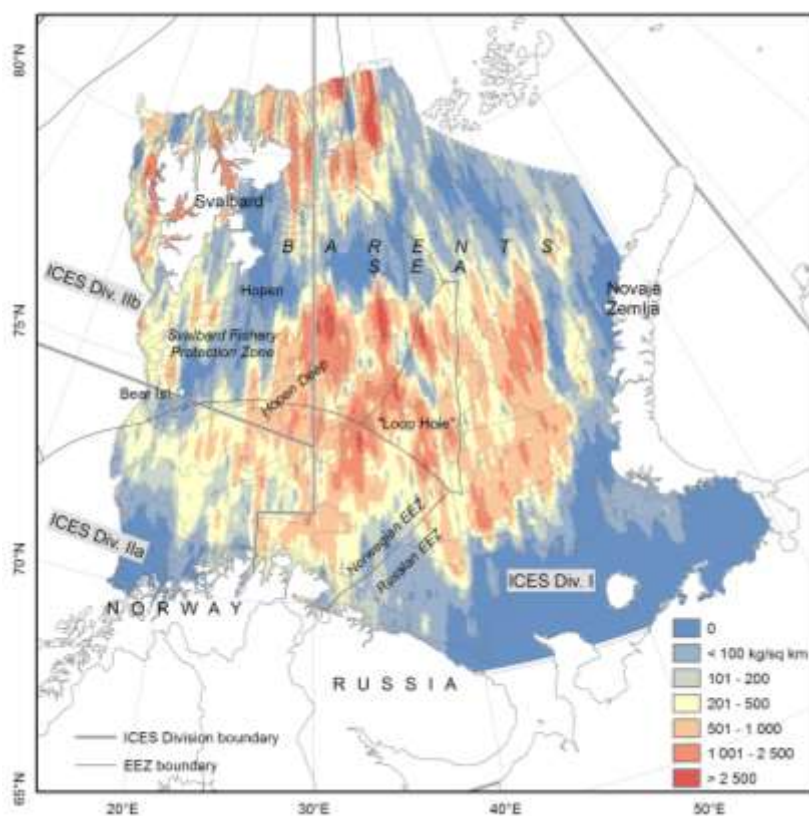 80°N
75°N
70°N
65°N
Svalbard
B A R E N T S
S E A
ICES Div. IIb
Hopen
Novaja
Zemlja
Svalbard Fishery
Protection Zone
Bear Isl
Hopen Deep
"Loop Hole"
ICES Div. IIa
Norwegian EEZ
Russian EEZ
ICES Div. I
N O R W A Y
R U S S I A
0
< 100 kg/sq km
101 - 200
201 - 500
501 - 1 000
1 001 - 2 500
> 2 500
ICES Division boundary
EEZ boundary
20°E
30°E
40°E
50°E